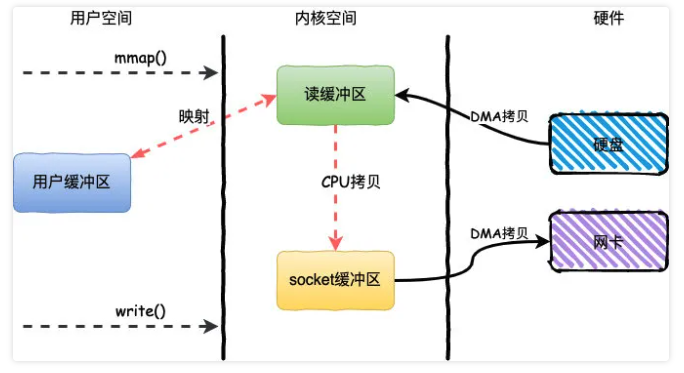 用户空间
内核空间
硬件
mmap()
读缓冲区
映射
DMA拷贝
硬盘
用户缓冲区
CPU拷贝
DMA拷贝
网卡
socket缓冲区
write()